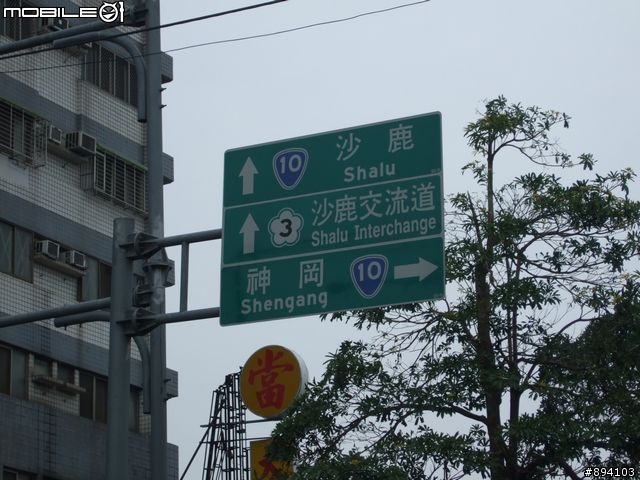 MOBILE01
10 沙鹿
Shalu
3 沙鹿交流道
Shalu Interchange
神岡 10
Shengang
當
#894103